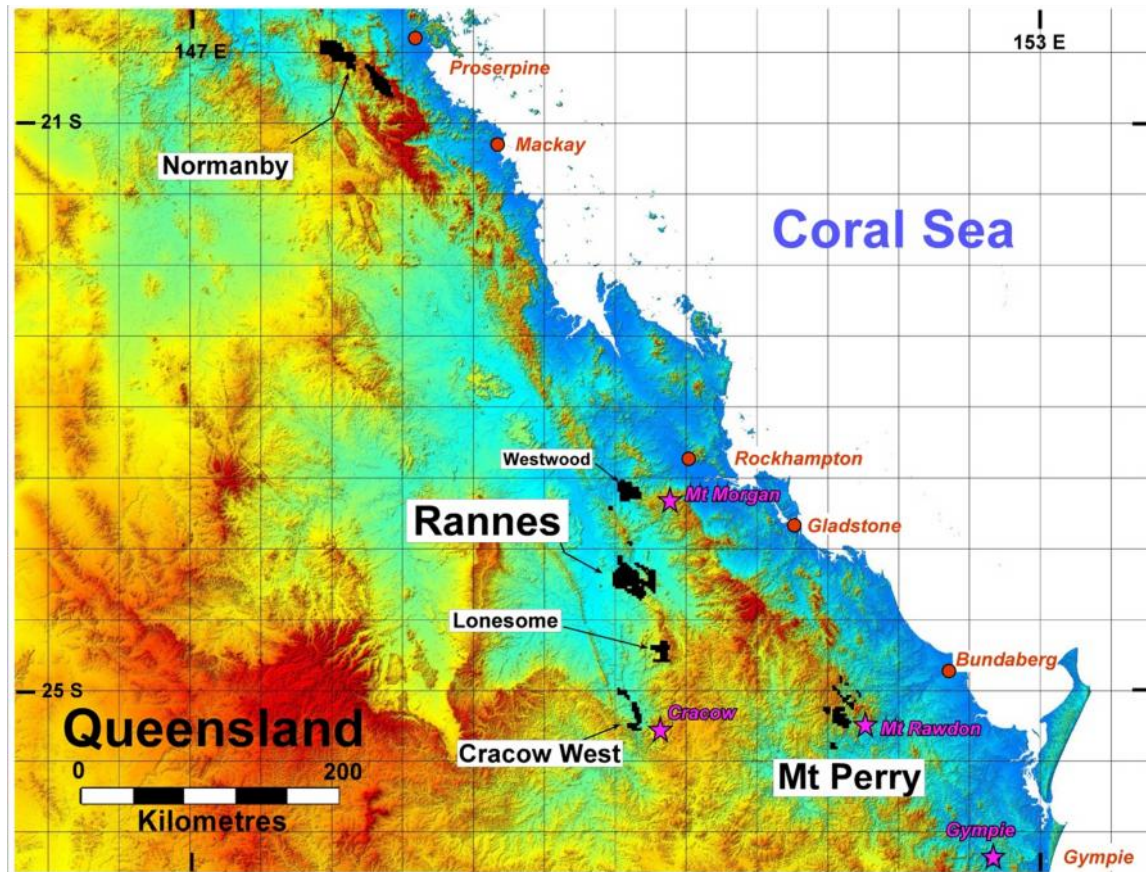 147 E
153 E
Proserpine
21 S
Mackay
Normanby
Coral Sea
Westwood
Rockhampton
Mt Morgan
Rannes
Gladstone
Lonesome
Bundaberg
25 S
Cracow
Queensland
Mt Rawdon
Cracow West
0 200
Mt Perry
Kilometres
Gympie
Gympie